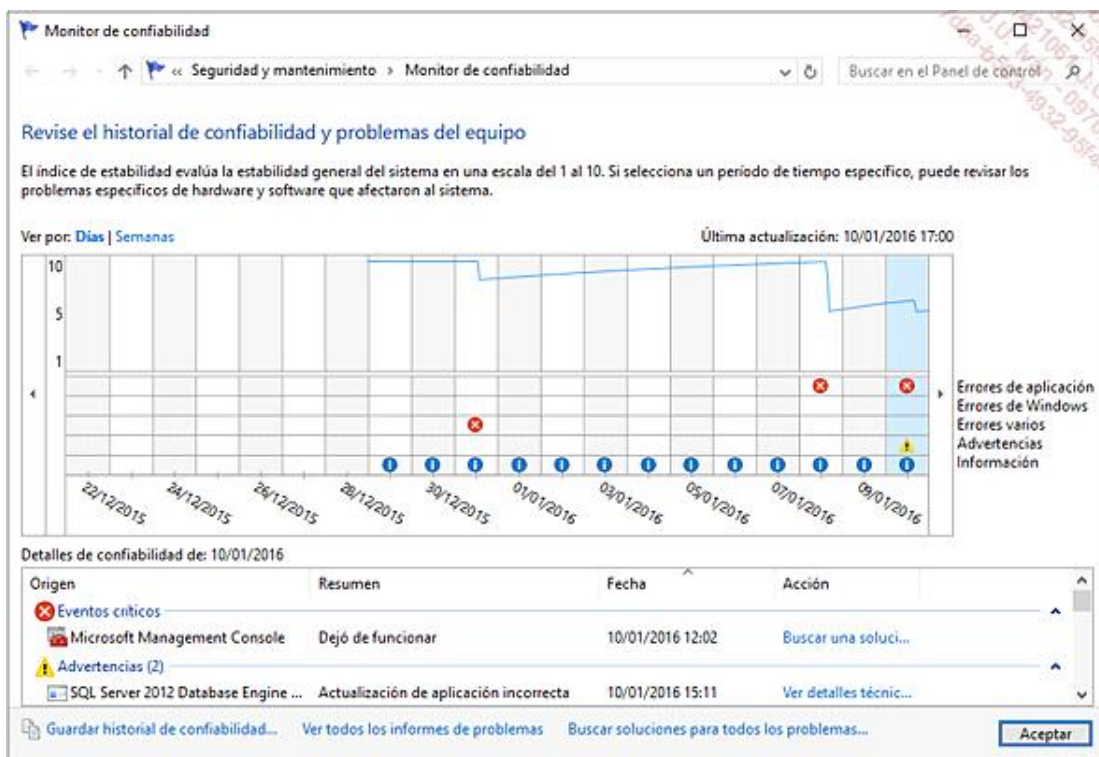 Monitor de confiabilidad
« Seguridad y mantenimiento › Monitor de confiabilidad
Buscar en el Panel de control
Revise el historial de confiabilidad y problemas del equipo
El índice de estabilidad evalúa la estabilidad general del sistema en una escala del 1 al 10. Si selecciona un período de tiempo específico, puede revisar los
problemas específicos de hardware y software que afectaron al sistema.
Ver por: Días | Semanas
Última actualización: 10/01/2016 17:00
10
5
1
Errores de aplicación
Errores de Windows
Errores varios
Advertencias
Información
22/12/2015 24/12/2015 26/12/2015 28/12/2015 30/12/2015 01/01/2016 03/01/2016 05/01/2016 07/01/2016 09/01/2016
Detalles de confiabilidad de: 10/01/2016
Origen Resumen Fecha Acción
Eventos críticos
Microsoft Management Console Dejó de funcionar 10/01/2016 12:02 Buscar una soluci...
Advertencias (2)
SQL Server 2012 Database Engine ... Actualización de aplicación incorrecta 10/01/2016 15:11 Ver detalles técnic...
Guardar historial de confiabilidad... Ver todos los informes de problemas Buscar soluciones para todos los problemas... Aceptar